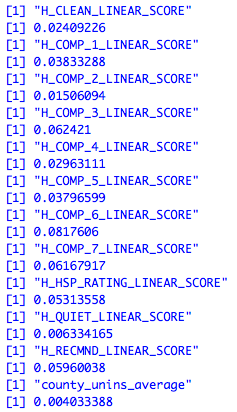 [1] "H_CLEAN_LINEAR_SCORE"
[1] 0.02409226
[1] "H_COMP_1_LINEAR_SCORE"
[1] 0.03833288
[1] "H_COMP_2_LINEAR_SCORE"
[1] 0.01506094
[1] "H_COMP_3_LINEAR_SCORE"
[1] 0.062421
[1] "H_COMP_4_LINEAR_SCORE"
[1] 0.02963111
[1] "H_COMP_5_LINEAR_SCORE"
[1] 0.03796599
[1] "H_COMP_6_LINEAR_SCORE"
[1] 0.0817606
[1] "H_COMP_7_LINEAR_SCORE"
[1] 0.06167917
[1] "H_HSP_RATING_LINEAR_SCORE"
[1] 0.05313558
[1] "H_QUIET_LINEAR_SCORE"
[1] 0.006334165
[1] "H_RECMND_LINEAR_SCORE"
[1] 0.05960038
[1] "county_unins_average"
[1] 0.004033388